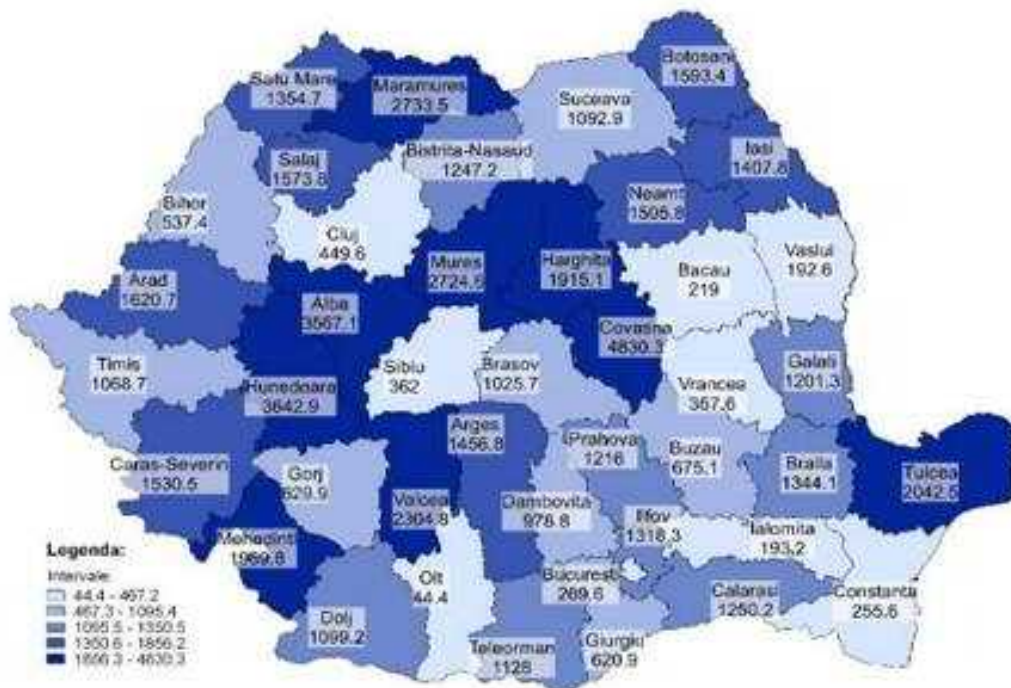 Botosani
1593.4
Satu Mare
1354.7
Maramures
2733.5
Suceava
1092.9
Iasi
1407.8
Bistrita-Nasaud
1247.2
Salaj
1573.8
Neamt
1505.8
Bihor
537.4
Cluj
449.6
Vaslui
192.6
Mures
2724.5
Harghita
1915.1
Bacau
219
Arad
1620.7
Alba
3567.1
Covasna
4830.3
Timis
1068.7
Sibiu
362
Brasov
1025.7
Galati
1201.3
Vrancea
357.6
Hunedoara
3642.9
Arges
1456.8
Prahova
1216
Buzau
675.1
Braila
1344.1
Tulcea
2042.5
Caras-Severin
1530.5
Gorj
629.9
Valcea
2304.8
Dambovita
978.8
Ilfov
1318.3
Ialomita
193.2
Mehedinti
1969.8
Olt
44.4
Bucuresti
269.6
Calarasi
1250.2
Constanta
255.6
Dolj
1099.2
Teleorman
1128
Giurgiu
620.9
Legenda:
Intervale:
44.4 - 467.2
467.3 - 1095.4
1095.5 - 1350.5
1350.6 - 1856.2
1856.3 - 4830.3